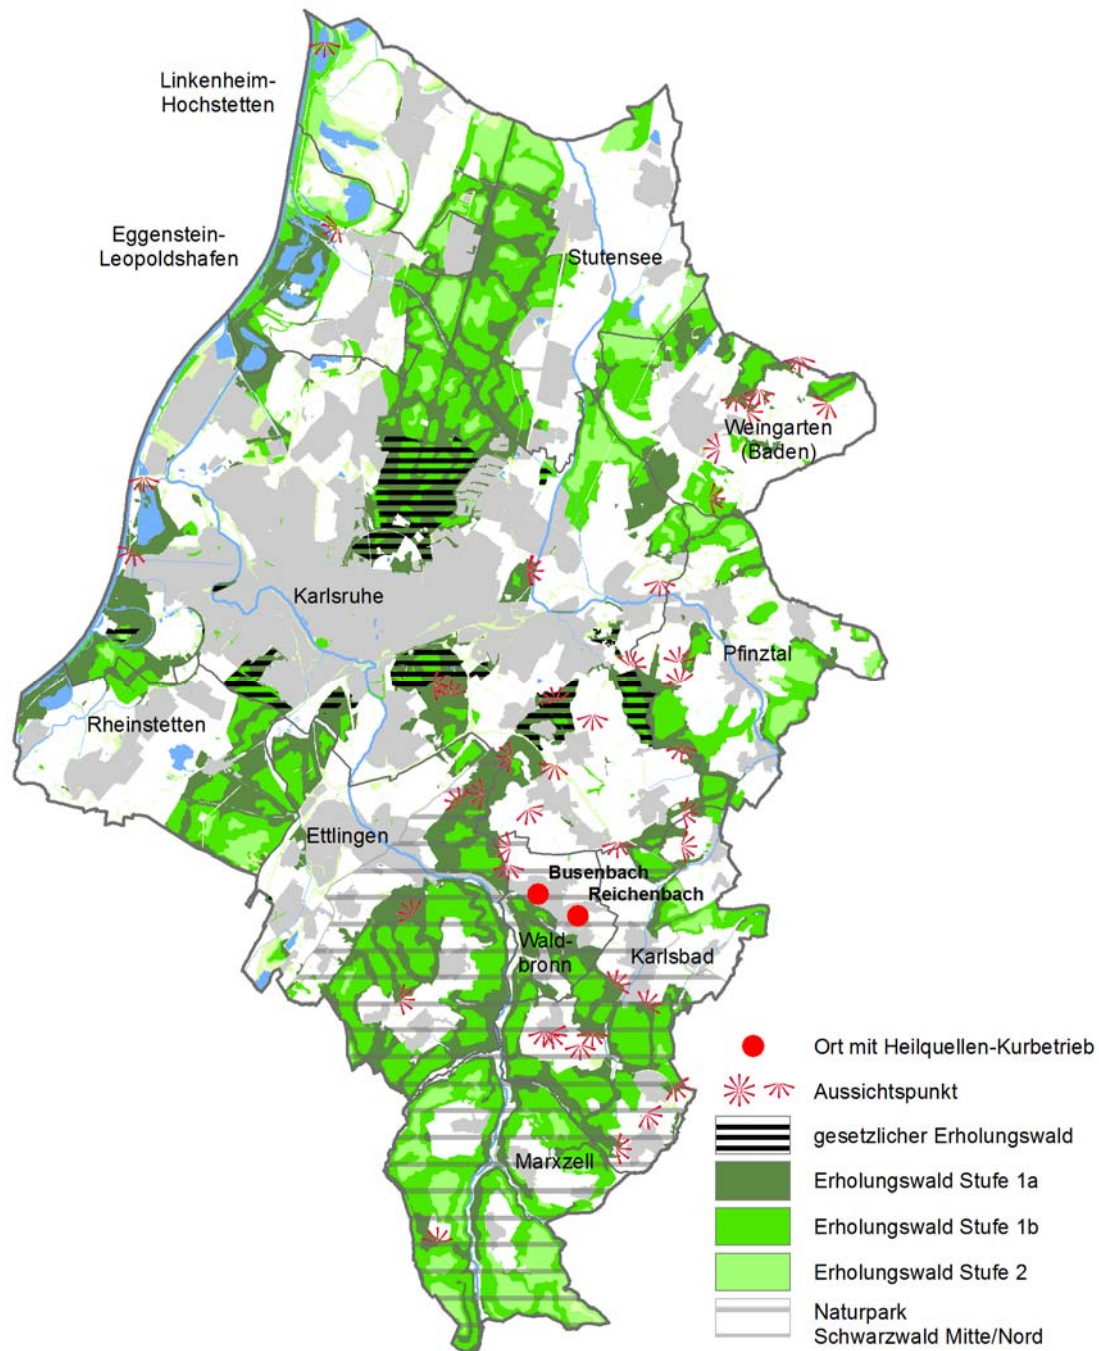 Linkenheim-
Hochstetten
Eggenstein-
Leopoldshafen
Stutensee
Weingarten
(Baden)
Karlsruhe
Pfinztal
Rheinstetten
Ettlingen
Busenbach
Reichenbach
Wald-
bronn
Karlsbad
Marxzell
Ort mit Heilquellen-Kurbetrieb
Aussichtspunkt
gesetzlicher Erholungswald
Erholungswald Stufe 1a
Erholungswald Stufe 1b
Erholungswald Stufe 2
Naturpark
Schwarzwald Mitte/Nord